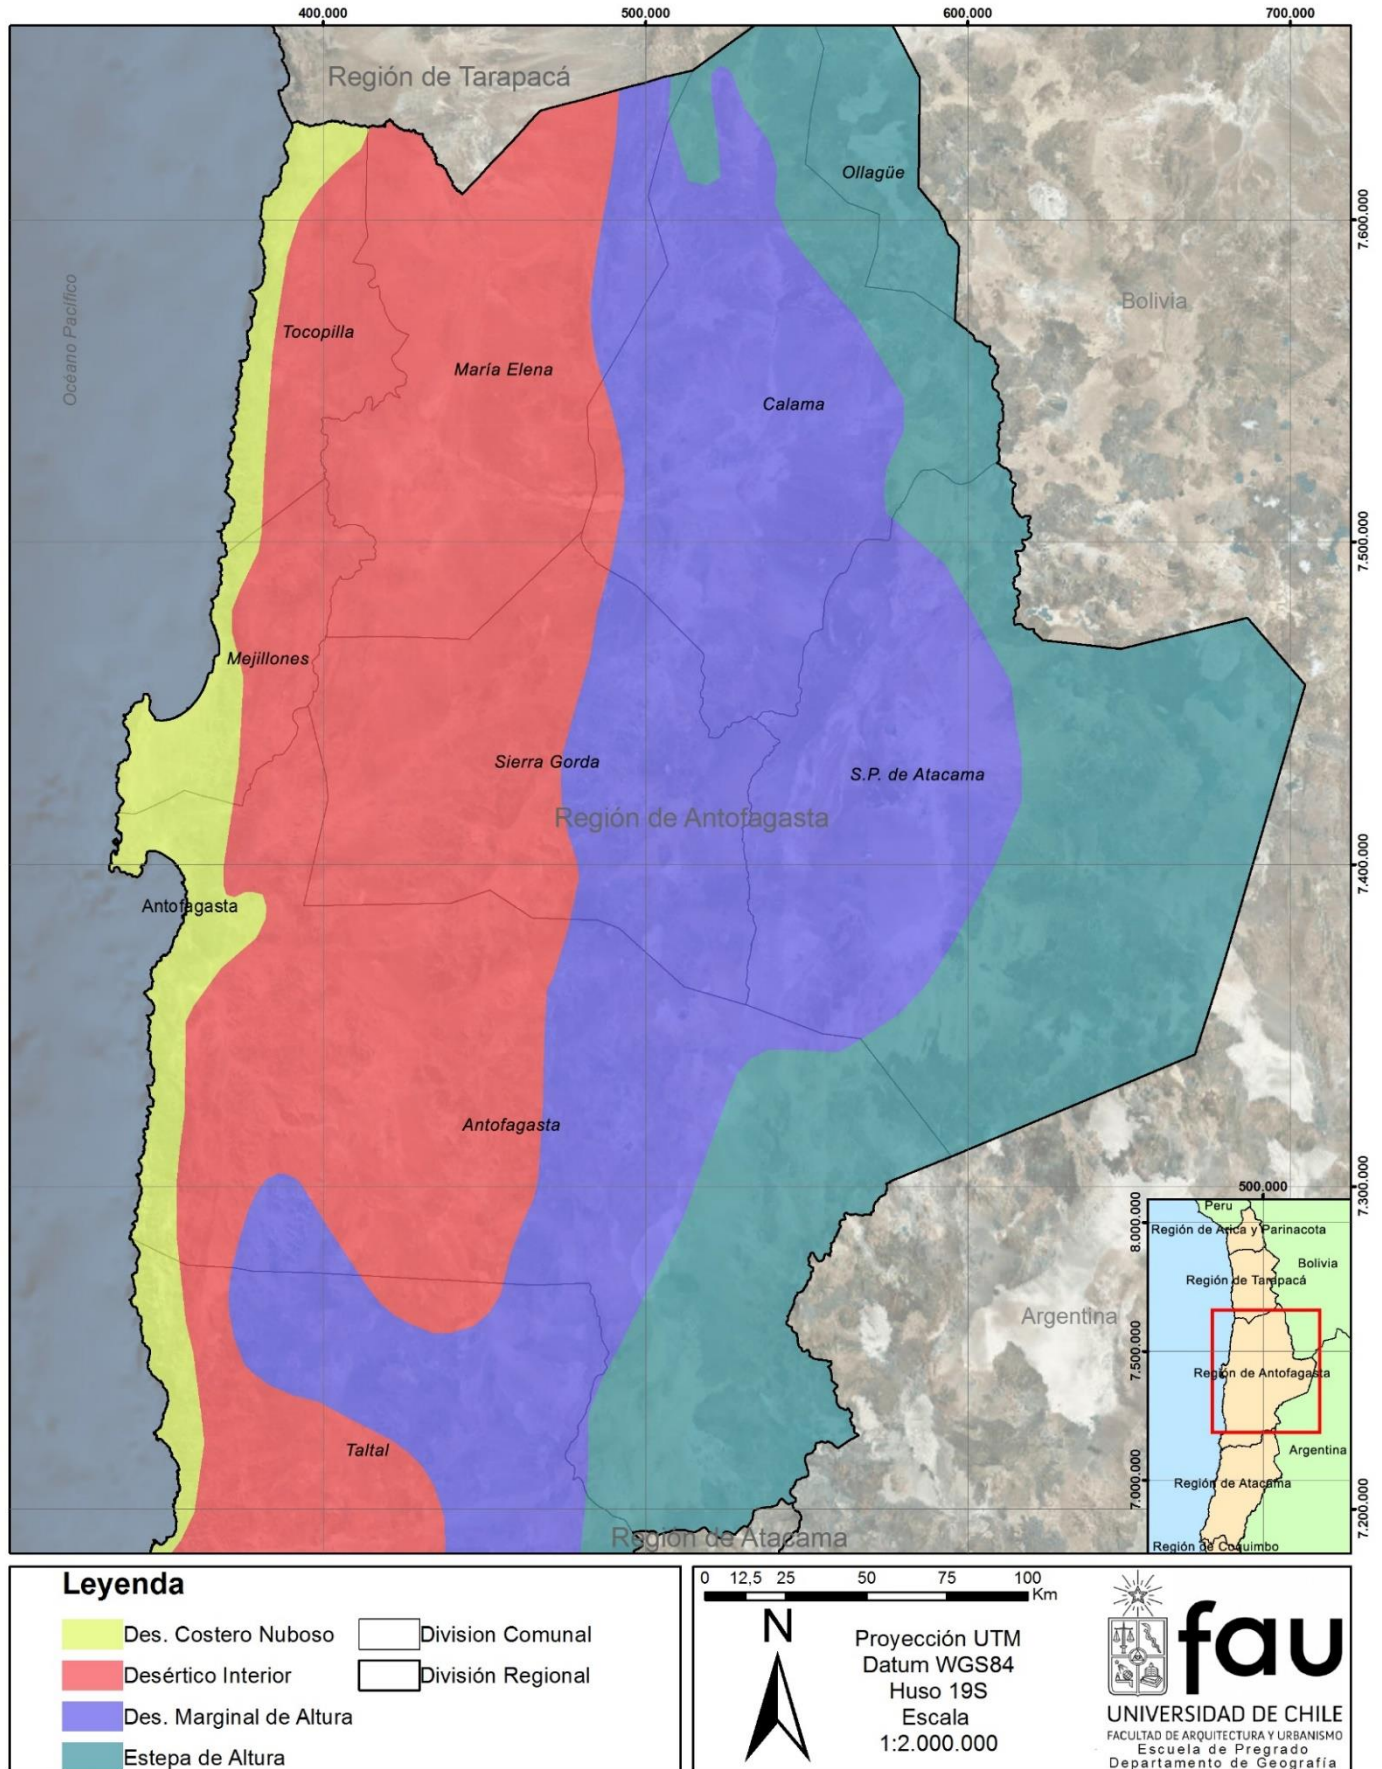 400.000
500.000
600.000
700.000
Región de Tarapacá
Ollagüe
7.600.000
Océano Pacífico
Bolivia
Tocopilla
María Elena
Calama
7.500.000
Mejillones
Sierra Gorda
S.P. de Atacama
Región de Antofagasta
7.400.000
Antofagasta
Antofagasta
7.300.000
Argentina
Taltal
7.200.000
Región de Atacama
500.000
Peru
8.000.000
Región de Arica y Parinacota
Bolivia
Región de Tarapacá
7.500.000
Región de Antofagasta
Argentina
7.000.000
Región de Atacama
Región de Coquimbo
Leyenda
Des. Costero Nuboso
Division Comunal
Desértico Interior
División Regional
Des. Marginal de Altura
Estepa de Altura
0 12,5 25 50 75 100
Km
N
Proyección UTM
Datum WGS84
Huso 19S
Escala
1:2.000.000
fau
UNIVERSIDAD DE CHILE
FACULTAD DE ARQUITECTURA Y URBANISMO
Escuela de Pregrado
Departamento de Geografía